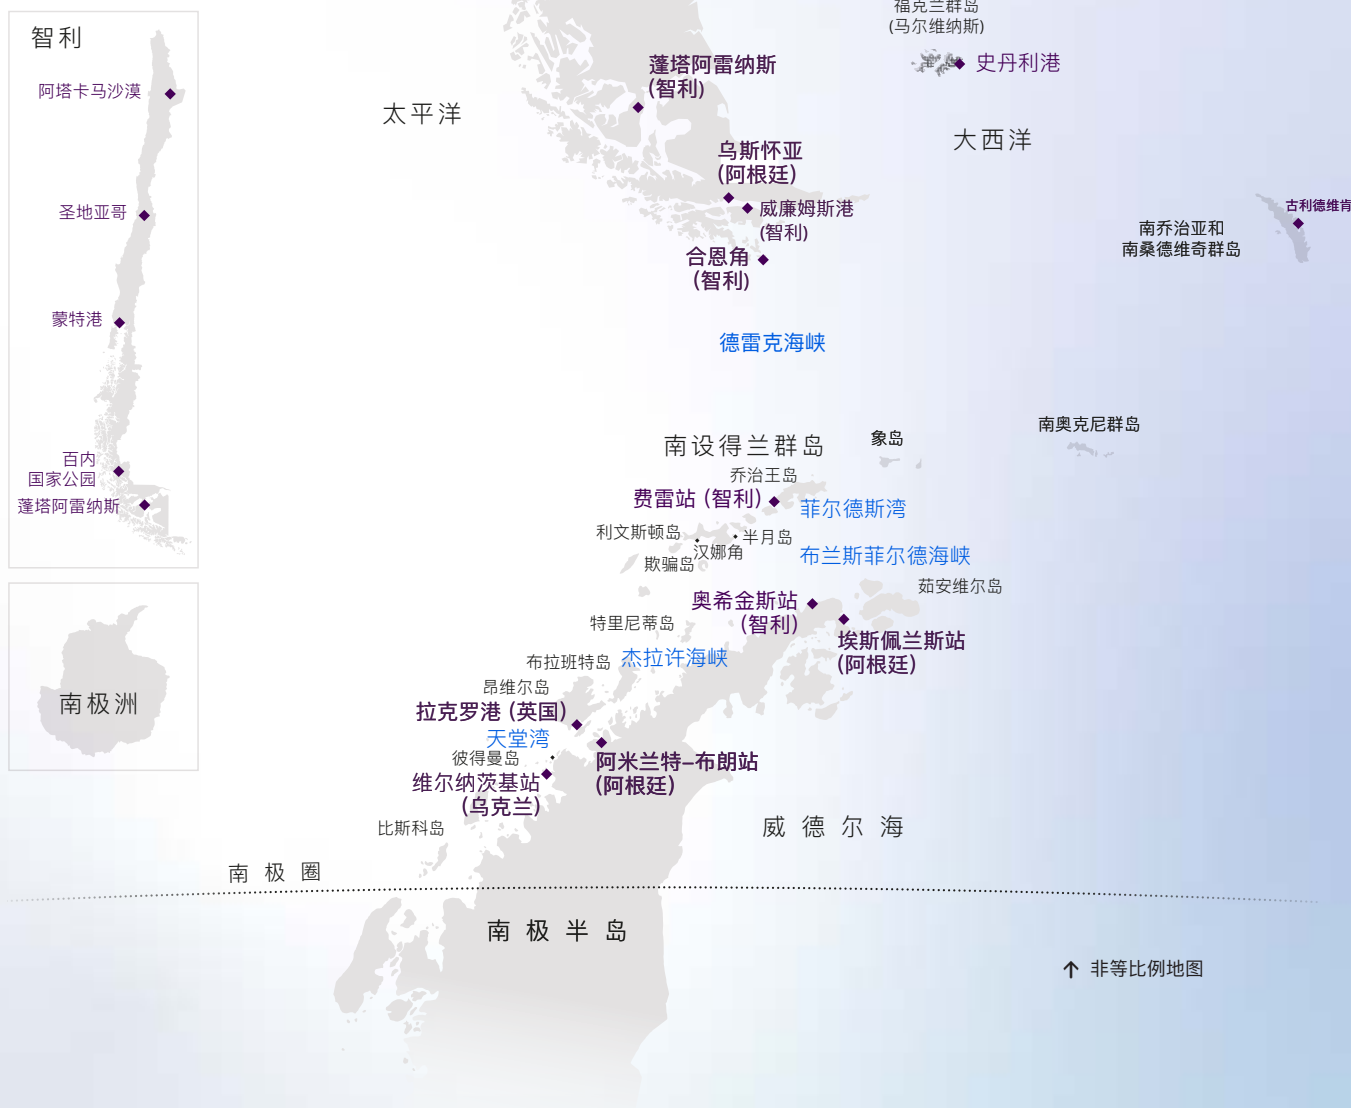 智利
阿塔卡马沙漠
圣地亚哥
蒙特港
百内
国家公园
蓬塔阿雷纳斯
南极洲
福克兰群岛
(马尔维纳斯)
史丹利港
蓬塔阿雷纳斯
(智利)
太平洋
大西洋
乌斯怀亚
(阿根廷)
威廉姆斯港
(智利)
合恩角
(智利)
古利德维肯
南乔治亚和
南桑德维奇群岛
德雷克海峡
南奥克尼群岛
象岛
南设得兰群岛
乔治王岛
费雷站 (智利)
菲尔德斯湾
利文斯顿岛
半月岛
汉娜角
欺骗岛
布兰斯菲尔德海峡
茹安维尔岛
奥希金斯站
(智利)
特里尼蒂岛
埃斯佩兰斯站
(阿根廷)
布拉班特岛
杰拉许海峡
昂维尔岛
拉克罗港 (英国)
天堂湾
彼得曼岛
阿米兰特–布朗站
(阿根廷)
维尔纳茨基站
(乌克兰)
比斯科岛
威德尔海
南极圈
南极半岛
非等比例地图